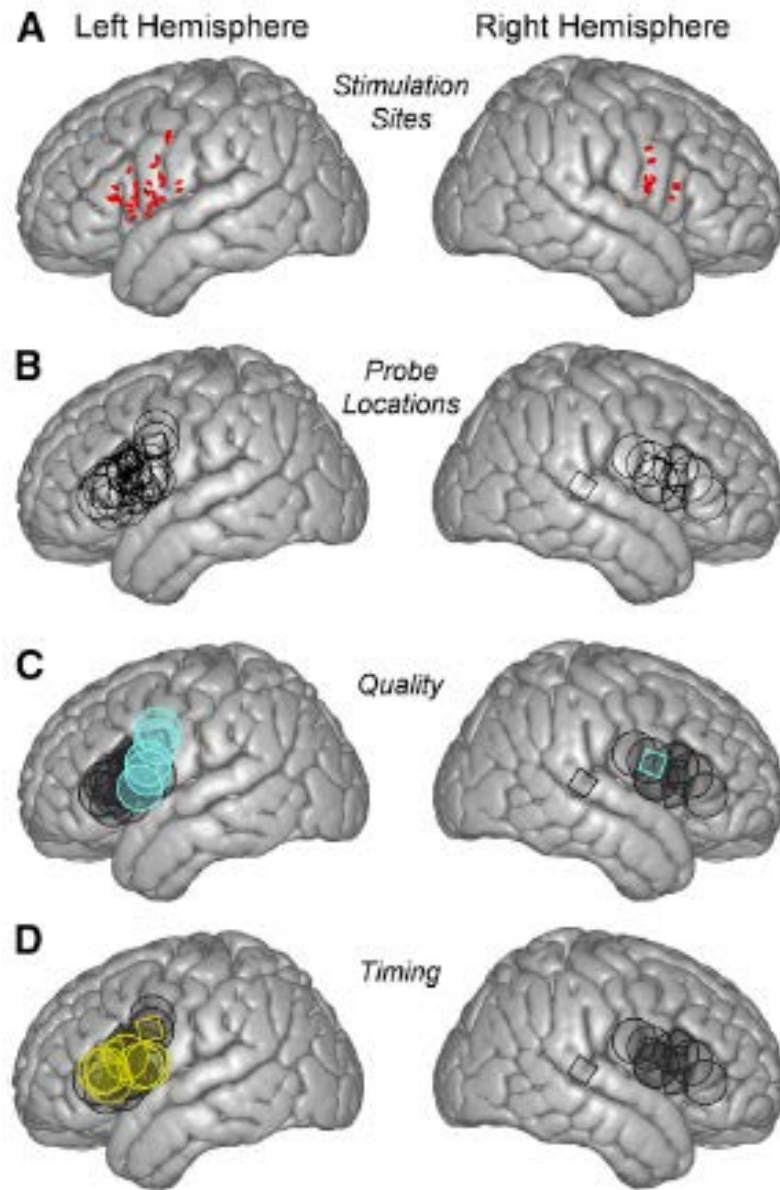 A
Left Hemisphere
Right Hemisphere
Stimulation
Sites
B
Probe
Locations
C
Quality
D
Timing